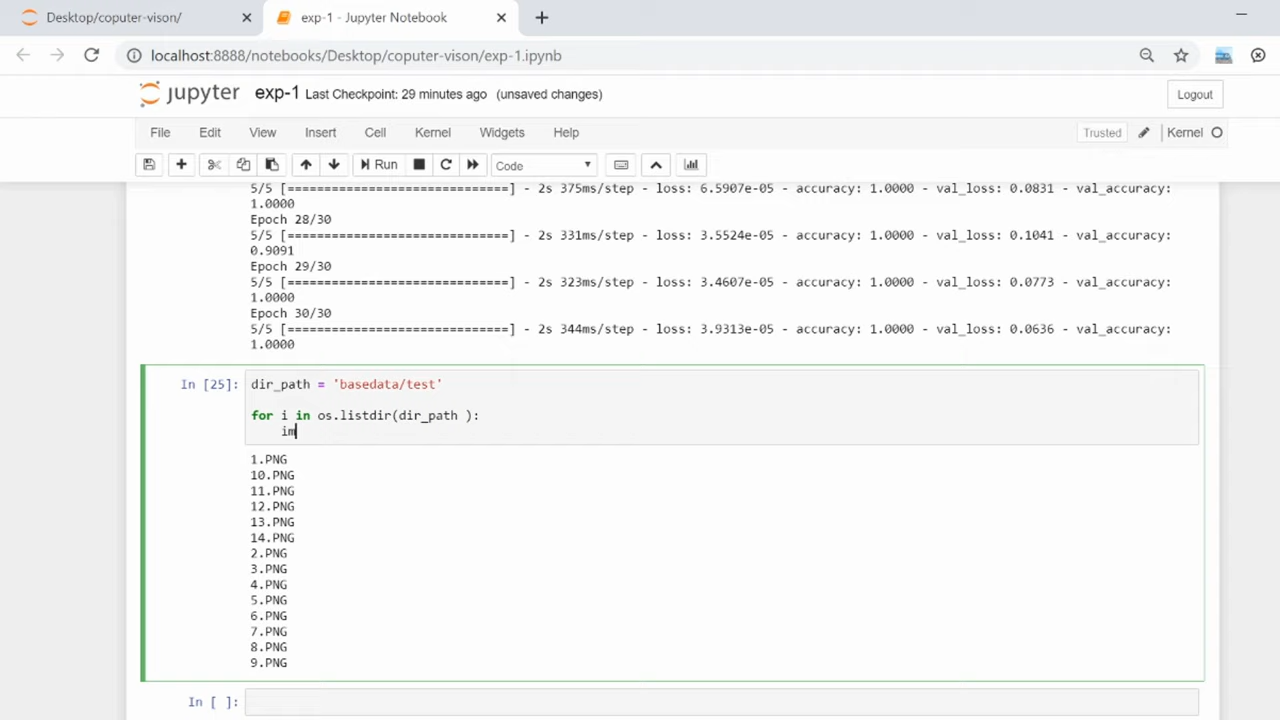 Desktop/coputer-vison/
exp-1 - Jupyter Notebook
localhost:8888/notebooks/Desktop/coputer-vison/exp-1.ipynb
jupyter exp-1 Last Checkpoint: 29 minutes ago (unsaved changes)
Logout
File Edit View Insert Cell Kernel Widgets Help
Trusted
Kernel
Run
Code
5/5 [==============================] - 2s 375ms/step - loss: 6.5907e-05 - accuracy: 1.0000 - val_loss: 0.0831 - val_accuracy:
1.0000
Epoch 28/30
5/5 [==============================] - 2s 331ms/step - loss: 3.5524e-05 - accuracy: 1.0000 - val_loss: 0.1041 - val_accuracy:
0.9091
Epoch 29/30
5/5 [==============================] - 2s 323ms/step - loss: 3.4607e-05 - accuracy: 1.0000 - val_loss: 0.0773 - val_accuracy:
1.0000
Epoch 30/30
5/5 [==============================] - 2s 344ms/step - loss: 3.9313e-05 - accuracy: 1.0000 - val_loss: 0.0636 - val_accuracy:
1.0000
In [25]: dir_path = 'basedata/test'
for i in os.listdir(dir_path ):
im
1.PNG
10.PNG
11.PNG
12.PNG
13.PNG
14.PNG
2.PNG
3.PNG
4.PNG
5.PNG
6.PNG
7.PNG
8.PNG
9.PNG
In [ ]: